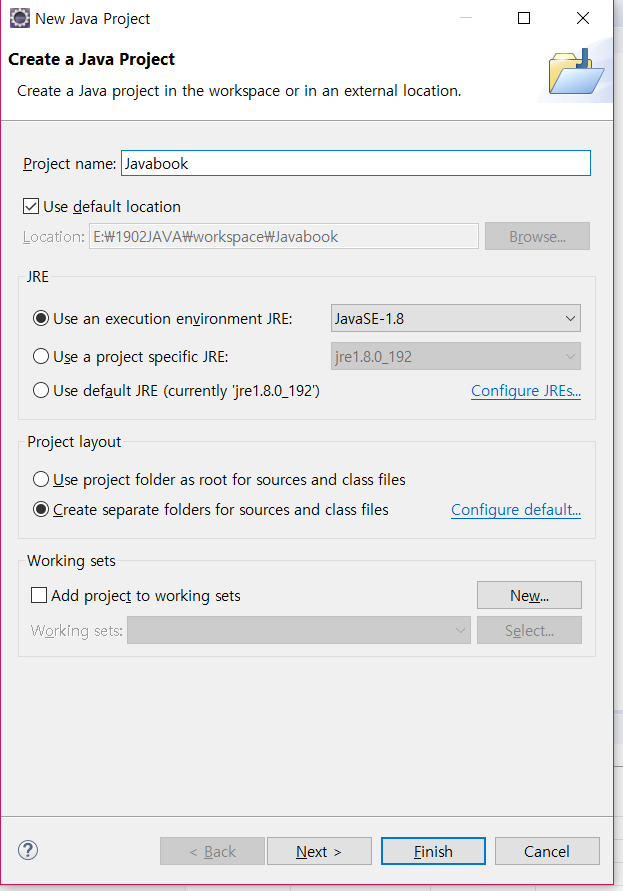 New Java Project
Create a Java Project
Create a Java project in the workspace or in an external location.
Project name: Javabook
Use default location
Location: E:₩1902JAVA₩workspace₩Javabook Browse...
JRE
Use an execution environment JRE: JavaSE-1.8
Use a project specific JRE: jre1.8.0_192
Use default JRE (currently 'jre1.8.0_192') Configure JREs...
Project layout
Use project folder as root for sources and class files
Create separate folders for sources and class files Configure default...
Working sets
Add project to working sets New...
Working sets: Select...
? < Back Next > Finish Cancel